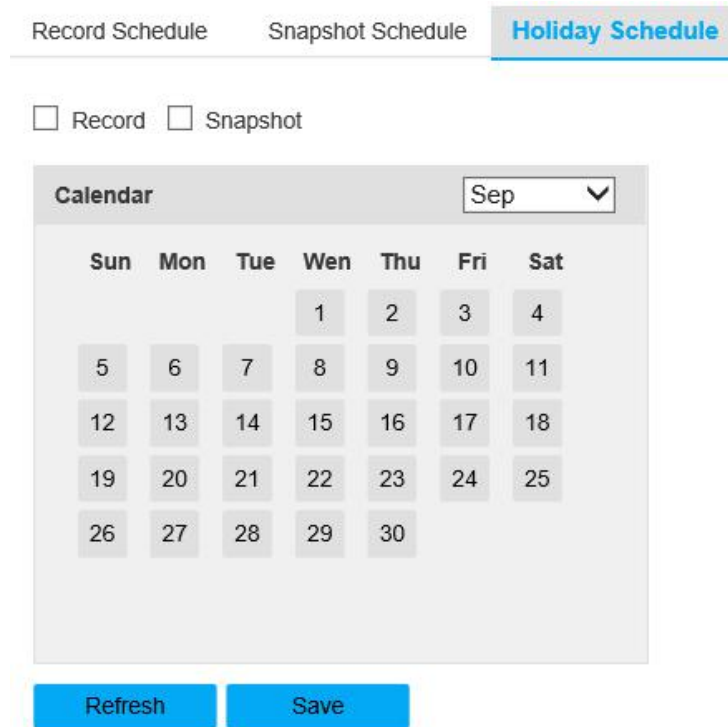 Record Schedule Snapshot Schedule Holiday Schedule
Record Snapshot
Calendar Sep
Sun Mon Tue Wen Thu Fri Sat
1 2 3 4
5 6 7 8 9 10 11
12 13 14 15 16 17 18
19 20 21 22 23 24 25
26 27 28 29 30
Refresh Save